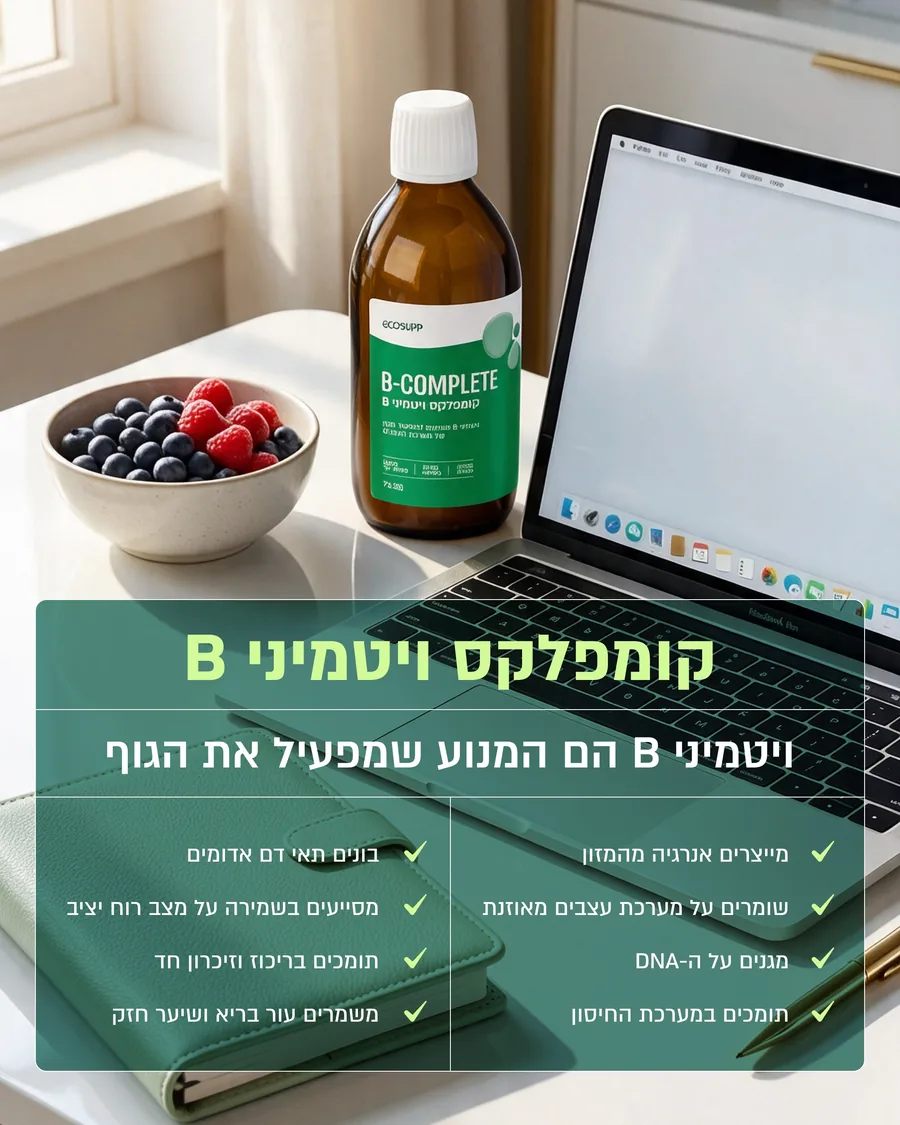 ecosupp
B-COMPLETE
קומפלקס ויטמיני B
קומפלקס ויטמיני B
ויטמיני B הם המנוע שמפעיל את הגוף
מייצרים אנרגיה מהמזון
שומרים על מערכת עצבים מאוזנת
מגנים על ה-DNA
תומכים במערכת החיסון
בונים תאי דם אדומים
מסייעים בשמירה על מצב רוח יציב
תומכים בריכוז וזיכרון חד
משמרים עור בריא ושיער חזק